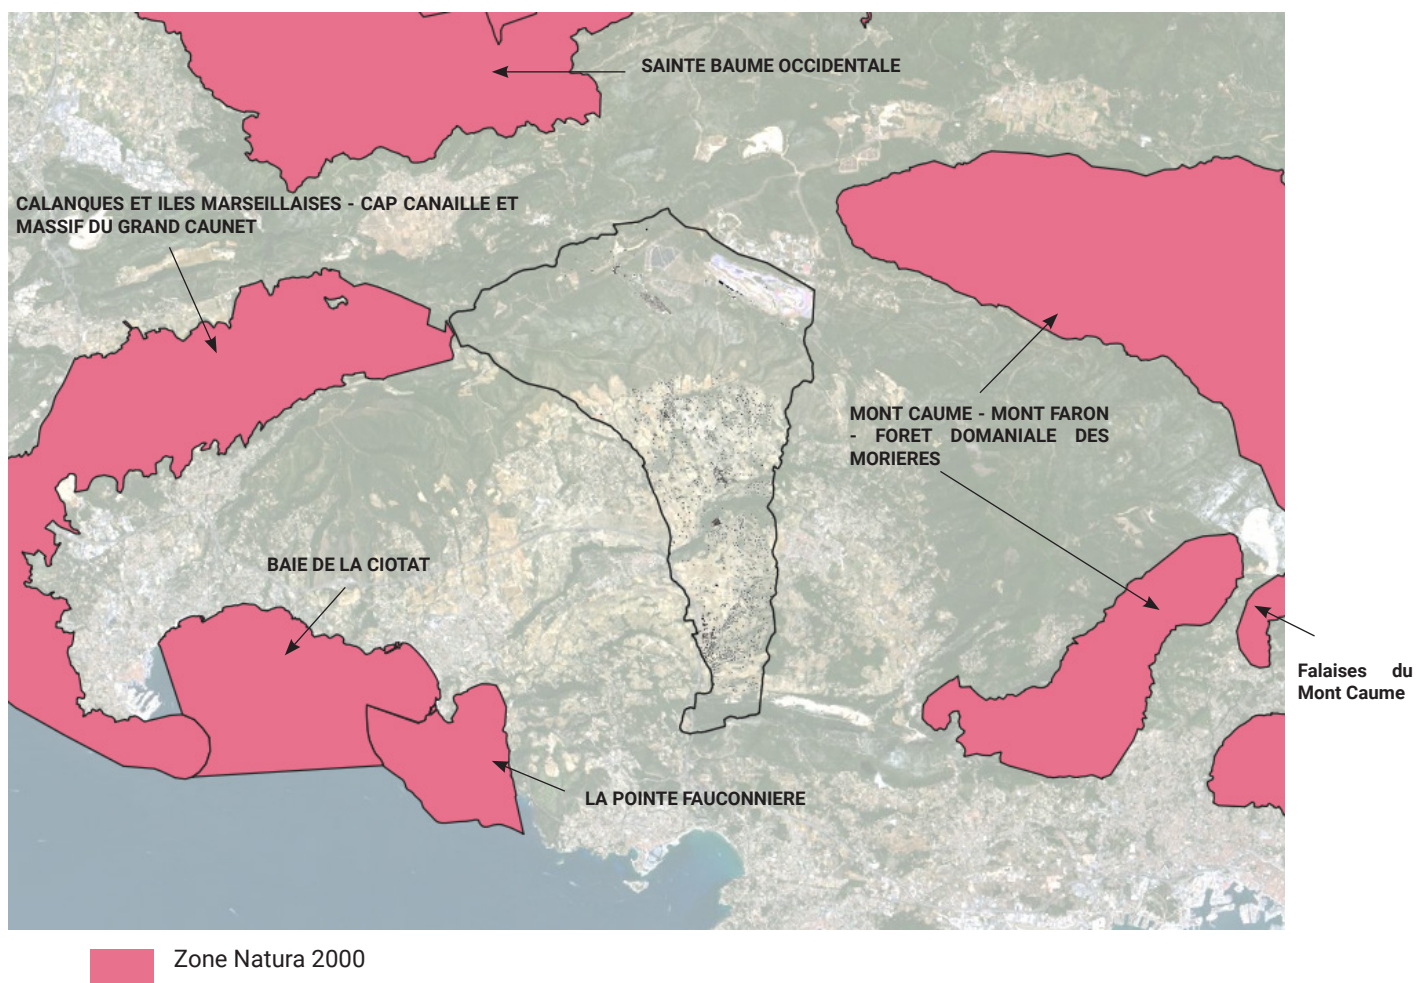 SAINTE BAUME OCCIDENTALE
CALANQUES ET ILES MARSEILLAISES - CAP CANAILLE ET
MASSIF DU GRAND CAUNET
MONT CAUME - MONT FARON
- FORET DOMANIALE DES
MORIERES
BAIE DE LA CIOTAT
Falaises du
Mont Caume
LA POINTE FAUCONNIERE
Zone Natura 2000